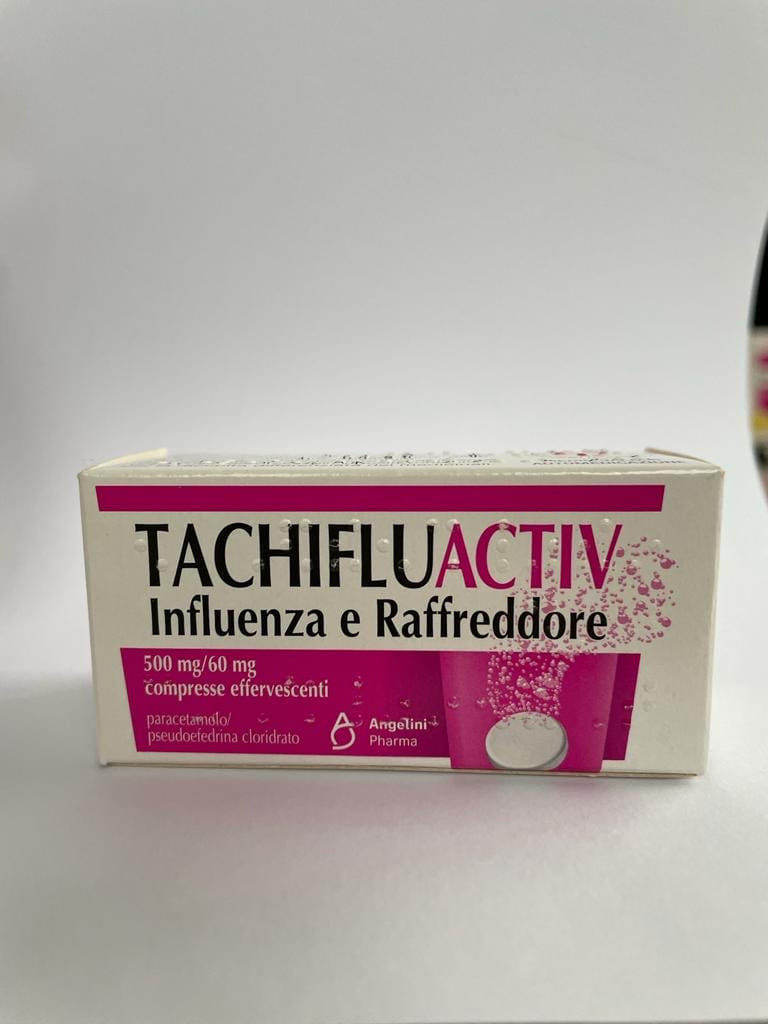 TACHIFLUACTIV
Influenza e Raffreddore
500 mg/60 mg
compresse effervescenti
paracetamolo/
pseudoefedrina cloridrato
Angelini
Pharma